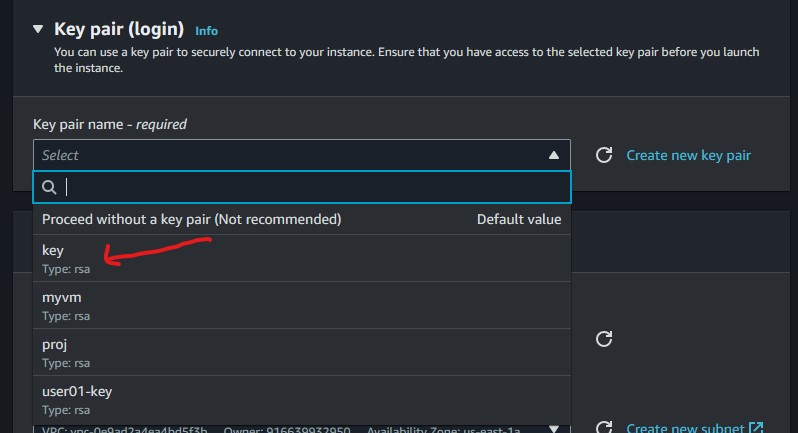 Key pair (login) Info
You can use a key pair to securely connect to your instance. Ensure that you have access to the selected key pair before you launch
the instance.
Key pair name - required
Select
Create new key pair
Proceed without a key pair (Not recommended) Default value
key
Type: rsa
myvm
Type: rsa
proj
Type: rsa
user01-key
Type: rsa
VPC: vpc-0e9ad2a4ea4bd5f3b Owner: 916639932950 Availability Zone: us-east-1a
Create new subnet